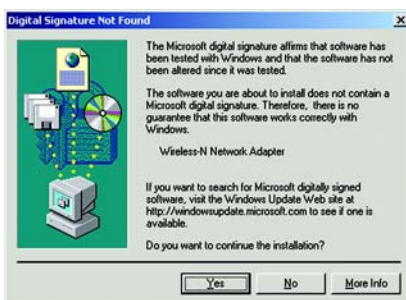 Digital Signature Not Found
The Microsoft digital signature affirms that software has
been tested with Windows and that the software has not
been altered since it was tested.
The software you are about to install does not contain a
Microsoft digital signature. Therefore, there is no
guarantee that this software works correctly with
Windows.
Wireless-N Network Adapter
If you want to search for Microsoft digitally signed
software, visit the Windows Update Web site at
http://windowsupdate.microsoft.com to see if one is
available.
Do you want to continue the installation?
Yes No More Info